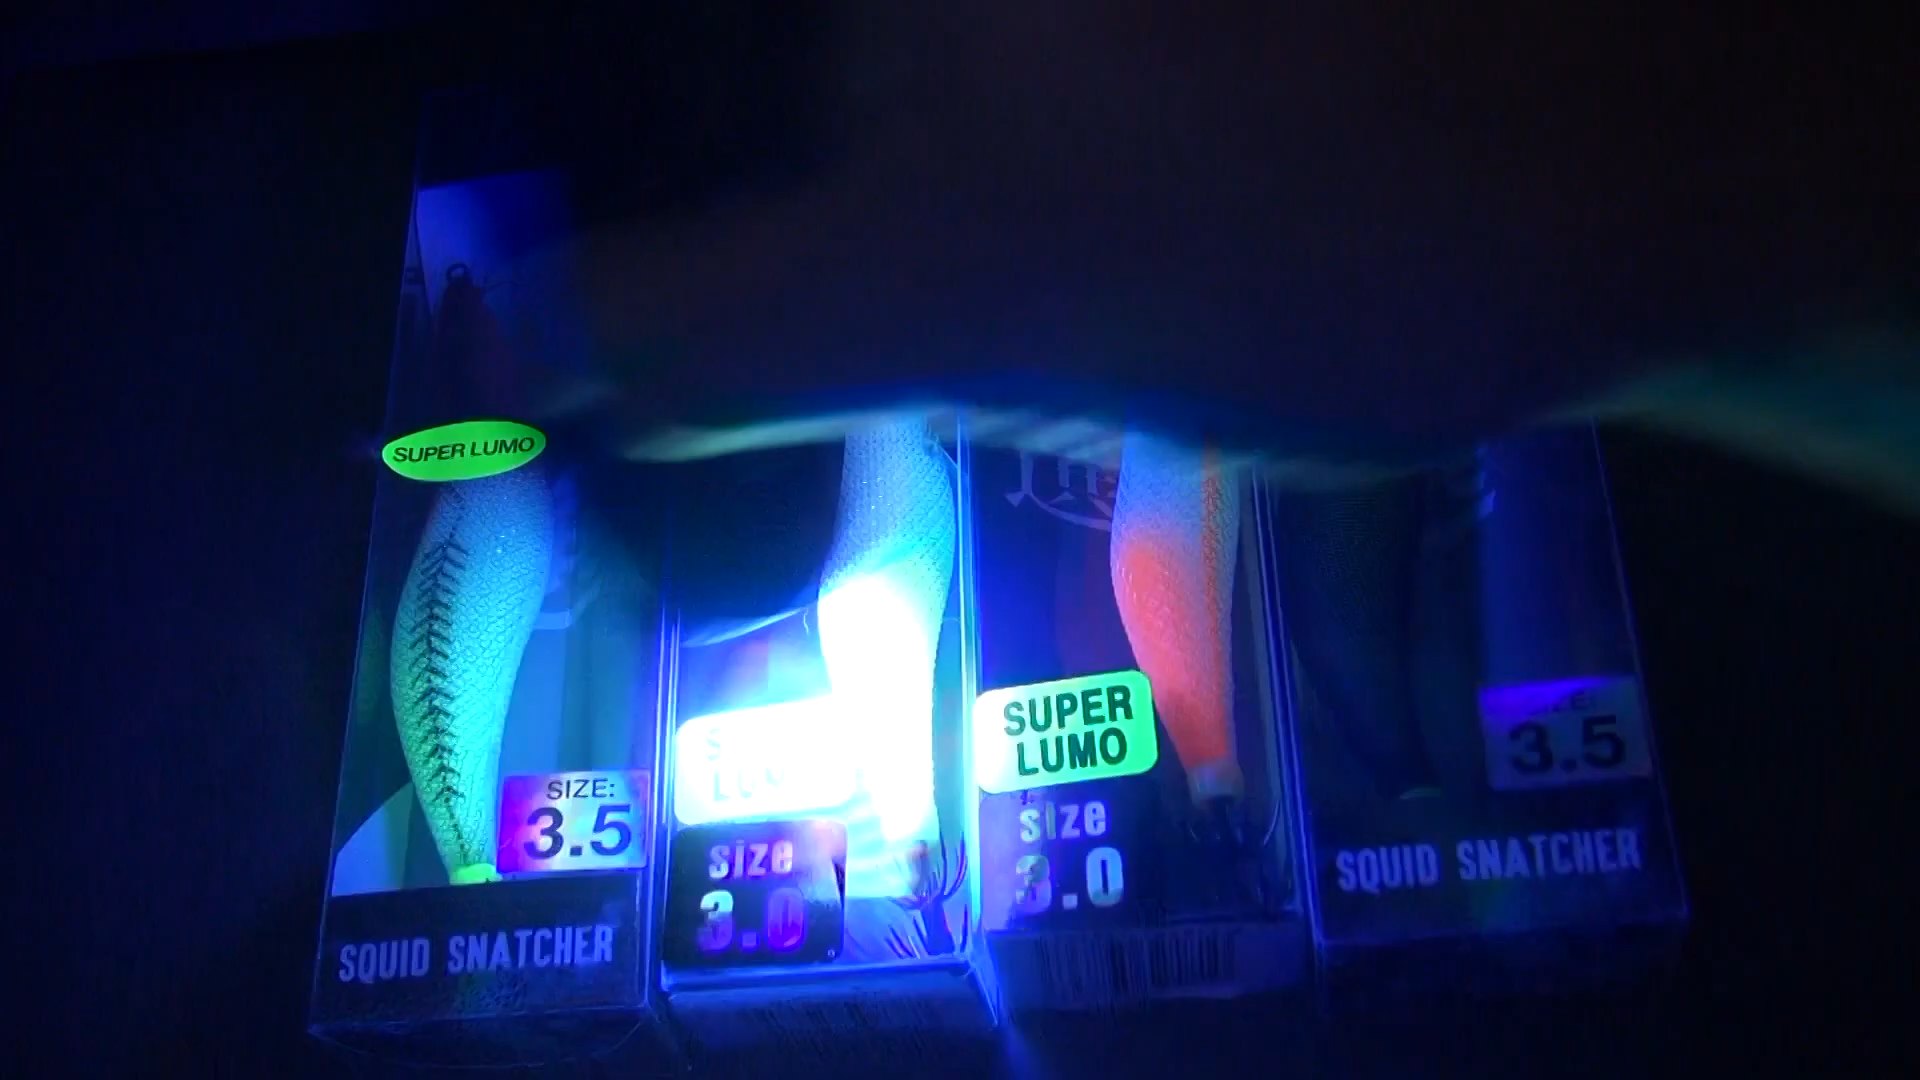 SUPER LUMO
SIZE:
3.5
SQUID SNATCHER
size
3.0
SUPER
LUMO
size
3.0
3.5
SQUID SNATCHER